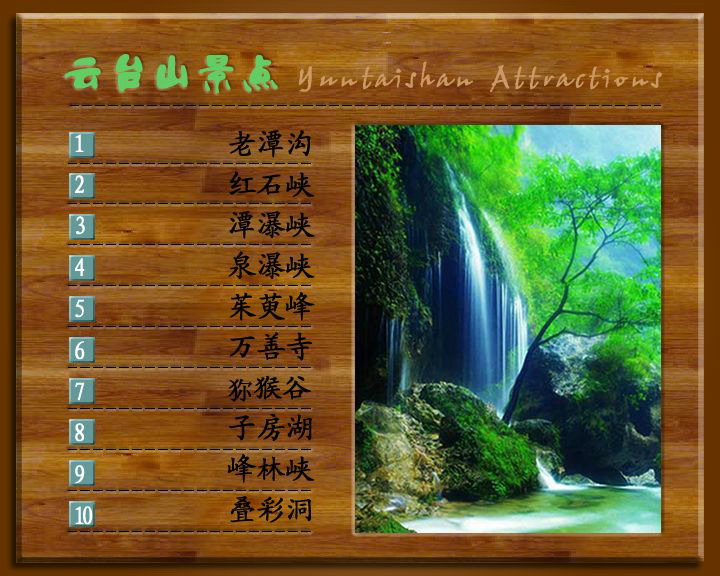 云台山景点 Yuntaishan Attractions
1 老潭沟
2 红石峡
3 潭瀑峡
4 泉瀑峡
5 茱萸峰
6 万善寺
7 猕猴谷
8 子房湖
9 峰林峡
10 叠彩洞